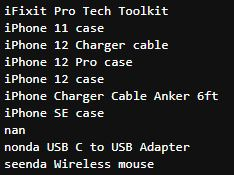 iFixit Pro Tech Toolkit
iPhone 11 case
iPhone 12 Charger cable
iPhone 12 Pro case
iPhone 12 case
iPhone Charger Cable Anker 6ft
iPhone SE case
nan
nonda USB C to USB Adapter
seenda Wireless mouse